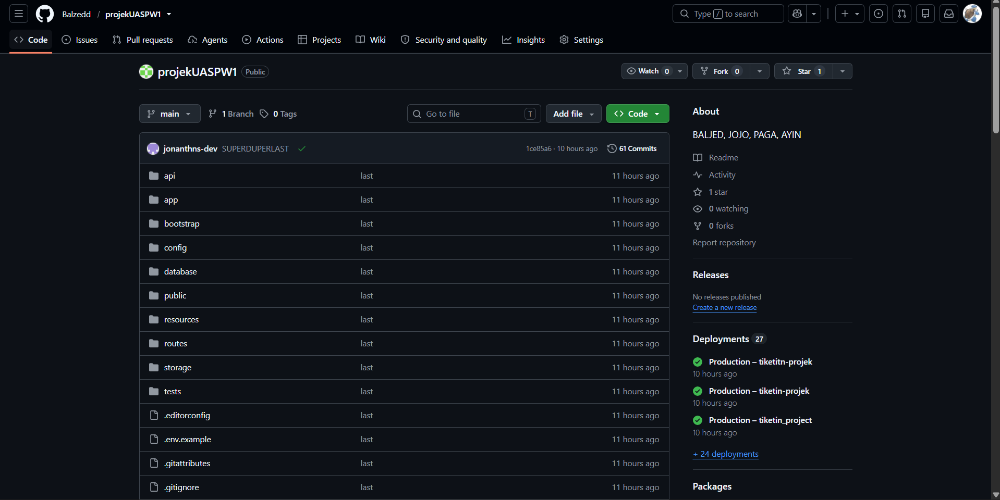 Balzedd / projekUASPW1
Type / to search
Code Issues Pull requests Agents Actions Projects Wiki Security and quality Insights Settings
projekUASPW1 Public
Watch 0 Fork 0 Star 1
main 1 Branch 0 Tags Go to file T Add file Code
jonanthns-dev SUPERDUPERLAST 1ce85a6 · 10 hours ago 61 Commits
api last 11 hours ago
app last 11 hours ago
bootstrap last 11 hours ago
config last 11 hours ago
database last 11 hours ago
public last 11 hours ago
resources last 11 hours ago
routes last 11 hours ago
storage last 11 hours ago
tests last 11 hours ago
.editorconfig last 11 hours ago
.env.example last 11 hours ago
.gitattributes last 11 hours ago
.gitignore last 11 hours ago
About
BALJED, JOJO, PAGA, AYIN
Readme
Activity
1 star
0 watching
0 forks
Report repository
Releases
No releases published
Create a new release
Deployments 27
Production – tiketitn-projek
10 hours ago
Production – tiketin-projek
10 hours ago
Production – tiketin_project
10 hours ago
+ 24 deployments
Packages